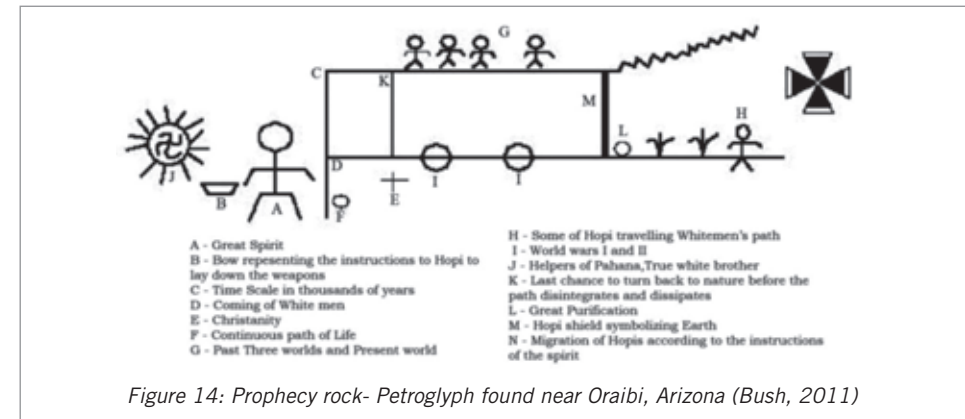 G
C
K
M
L
H
J
B
A
D
F
E
I
I
A - Great Spirit
B - Bow repesenting the instructions to Hopi to
lay down the weapons
C - Time Scale in thousands of years
D - Coming of White men
E - Christanity
F - Continuous path of Life
G - Past Three worlds and Present world
H - Some of Hopi travelling Whitemen's path
I - World wars I and II
J - Helpers of Pahana,True white brother
K - Last chance to turn back to nature before the
path disintegrates and dissipates
L - Great Purification
M - Hopi shield symbolizing Earth
N - Migration of Hopis according to the instructions
of the spirit
Figure 14: Prophecy rock- Petroglyph found near Oraibi, Arizona (Bush, 2011)